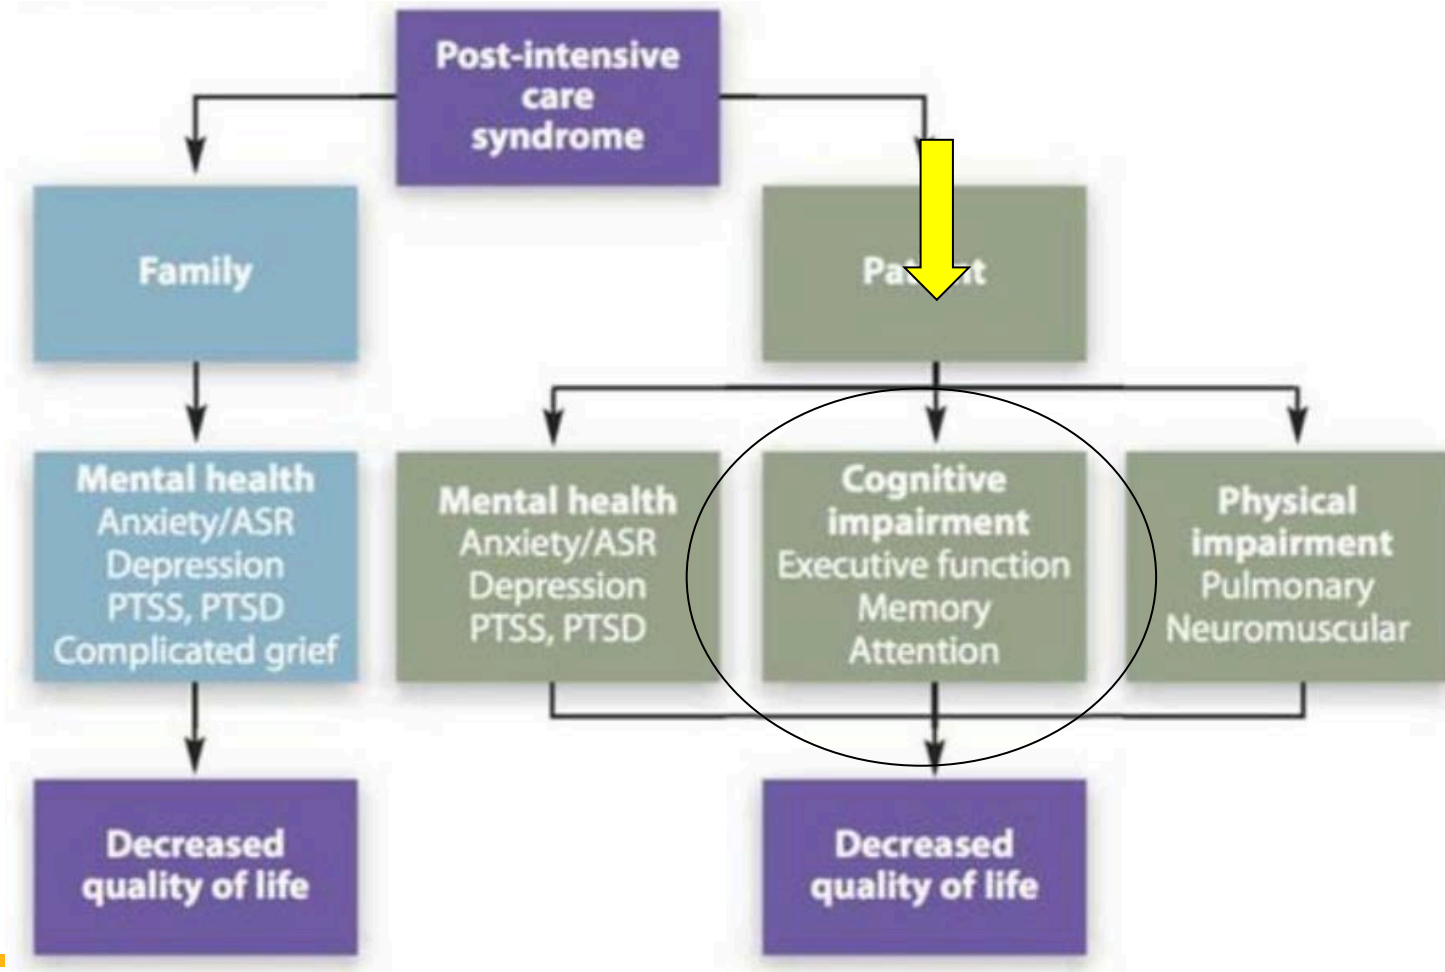 Post-intensive
care
syndrome
Family
Mental health
Anxiety/ASR
Depression
PTSS, PTSD
Complicated grief
Decreased
quality of life
Mental health
Anxiety/ASR
Depression
PTSS, PTSD
Cognitive
impairment
Executive function
Memory
Attention
Physical
impairment
Pulmonary
Neuromuscular
Decreased
quality of life